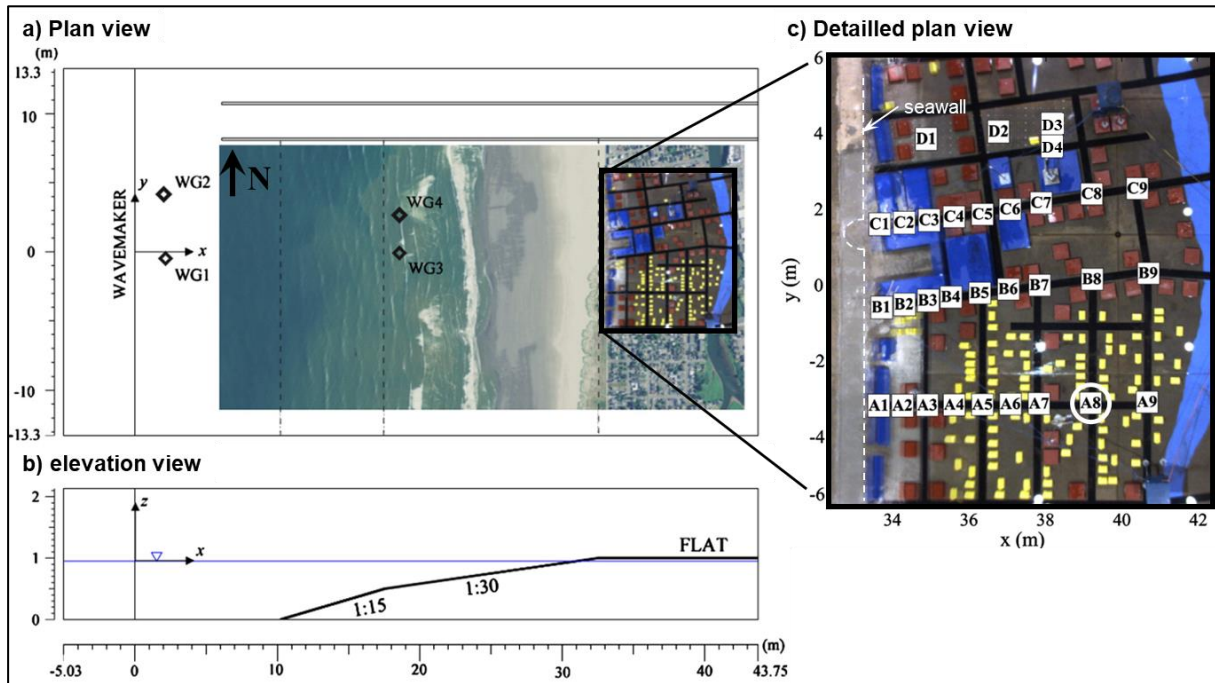 a) Plan view
(m)
13.3
10
0
-10
-13.3
WAVEMAKER
y
x
WG2
WG1
N
WG4
WG3
b) elevation view
2
1
0
z
x
1:15
1:30
FLAT
(m)
-5.03 0 10 20 30 40 43.75
c) Detailled plan view
6
4
2
0
-2
-4
-6
y (m)
seawall
D1 D2 D3
D4
C1 C2 C3 C4 C5 C6 C7 C8 C9
B1 B2 B3 B4 B5 B6 B7 B8 B9
A1 A2 A3 A4 A5 A6 A7 A8 A9
34 36 38 40 42
x (m)